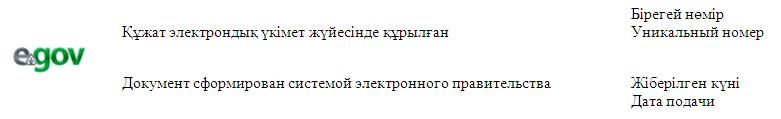 egov
Құжат электрондық үкімет жүйесінде құрылған
Бірегей нөмір
Уникальный номер
Документ сформирован системой электронного правительства
Жіберілген күні
Дата подачи